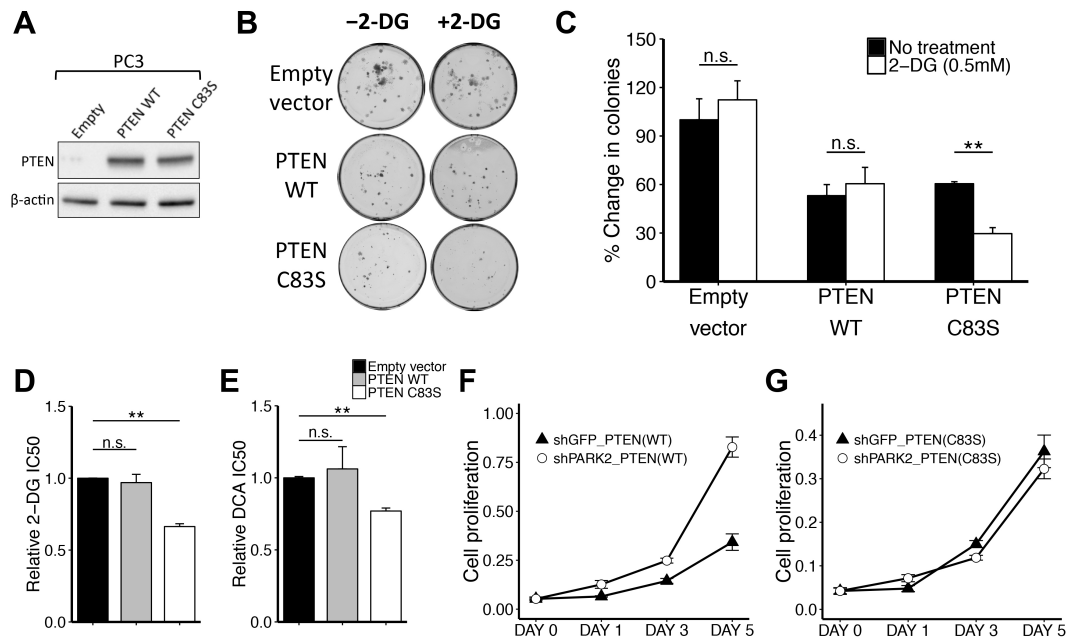 A
PC3
Empty
PTEN WT
PTEN C83S
PTEN
β-actin
B
−2-DG
+2-DG
Empty
vector
PTEN
WT
PTEN
C83S
C
% Change in colonies
150
120
90
60
30
0
No treatment
2−DG (0.5mM)
n.s.
n.s.
**
Empty
vector
PTEN
WT
PTEN
C83S
D
Relative 2−DG IC50
1.5
1.0
0.5
0.0
**
n.s.
E
Relative DCA IC50
1.5
1.0
0.5
0.0
**
n.s.
Empty vector
PTEN WT
PTEN C83S
F
Cell proliferation
1.00
0.75
0.50
0.25
0.00
shGFP_PTEN(WT)
shPARK2_PTEN(WT)
DAY 0
DAY 1
DAY 3
DAY 5
G
Cell proliferation
0.4
0.3
0.2
0.1
0.0
shGFP_PTEN(C83S)
shPARK2_PTEN(C83S)
DAY 0
DAY 1
DAY 3
DAY 5